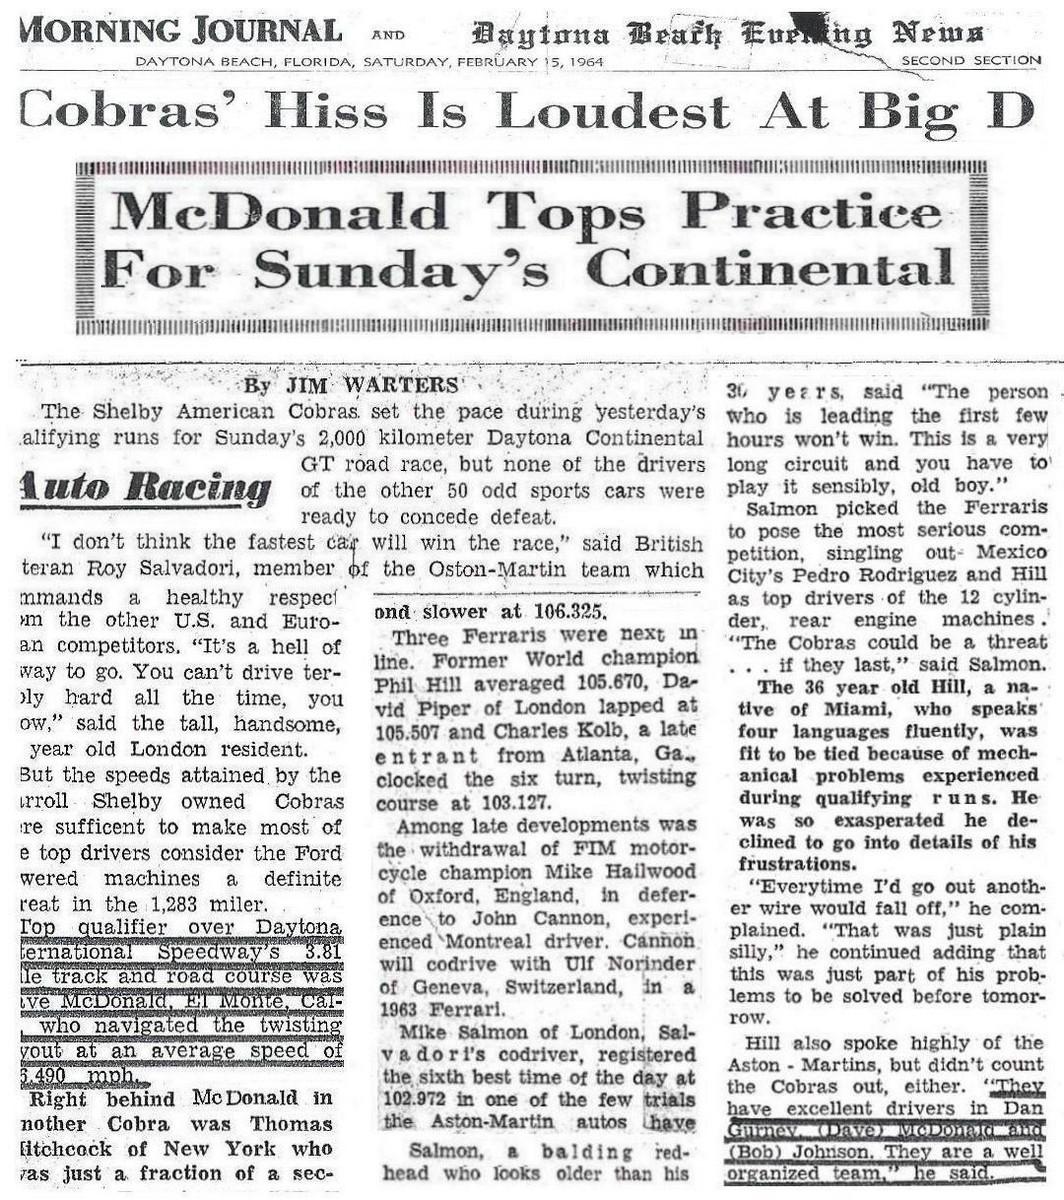 MORNING JOURNAL AND Daytona Beach Evening News
DAYTONA BEACH, FLORIDA, SATURDAY, FEBRUARY 15, 1964 SECOND SECTION
Cobras' Hiss Is Loudest At Big D
McDonald Tops Practice
For Sunday's Continental
By JIM WARTERS
The Shelby American Cobras set the pace during yesterday's
alifying runs for Sunday's 2,000 kilometer Daytona Continental
Auto Racing
GT road race, but none of the drivers
of the other 50 odd sports cars were
ready to concede defeat.
"I don't think the fastest car will win the race," said British
teran Roy Salvadori, member of the Oston-Martin team which
mmands a healthy respect
om the other U.S. and Euro-
an competitors. "It's a hell of
way to go. You can't drive ter-
bly hard all the time, you
ow," said the tall, handsome,
year old London resident.
But the speeds attained by the
arroll Shelby owned Cobras
re sufficent to make most of
e top drivers consider the Ford
wered machines a definite
reat in the 1,283 miler.
Top qualifier over Daytona
ternational Speedway's 3.81
le track and road course was
ave McDonald, El Monte, Cal-
, who navigated the twisting
yout at an average speed of
6.490 mph.
Right behind McDonald in
nother Cobra was Thomas
itchcock of New York who
as just a fraction of a sec-
ond slower at 106.325.
Three Ferraris were next in
line. Former World champion
Phil Hill averaged 105.670, Da-
vid Piper of London lapped at
105.507 and Charles Kolb, a late
entrant from Atlanta, Ga.,
clocked the six turn, twisting
course at 103.127.
Among late developments was
the withdrawal of FIM motor-
cycle champion Mike Hailwood
of Oxford, England, in defer-
ence to John Cannon, experi-
enced Montreal driver. Cannon
will codrive with Ulf Norinder
of Geneva, Switzerland, in a
1963 Ferrari.
Mike Salmon of London, Sal-
vadori's codriver, registered
the sixth best time of the day at
102.972 in one of the few trials
the Aston-Martin autos have
Salmon, a balding red-
head who looks older than his
30 years, said "The person
who is leading the first few
hours won't win. This is a very
long circuit and you have to
play it sensibly, old boy."
Salmon picked the Ferraris
to pose the most serious com-
petition, singling out Mexico
City's Pedro Rodriguez and Hill
as top drivers of the 12 cylin-
der, rear engine machines.
"The Cobras could be a threat
. . . if they last," said Salmon.
The 36 year old Hill, a na-
tive of Miami, who speaks
four languages fluently, was
fit to be tied because of mech-
anical problems experienced
during qualifying runs. He
was so exasperated he de-
clined to go into details of his
frustrations.
"Everytime I'd go out anoth-
er wire would fall off," he com-
plained. "That was just plain
silly," he continued adding that
this was just part of his prob-
lems to be solved before tomor-
row.
Hill also spoke highly of the
Aston - Martins, but didn't count
the Cobras out, either. "They
have excellent drivers in Dan
Gurney, (Dave) McDonald and
(Bob) Johnson. They are a well
organized team," he said.